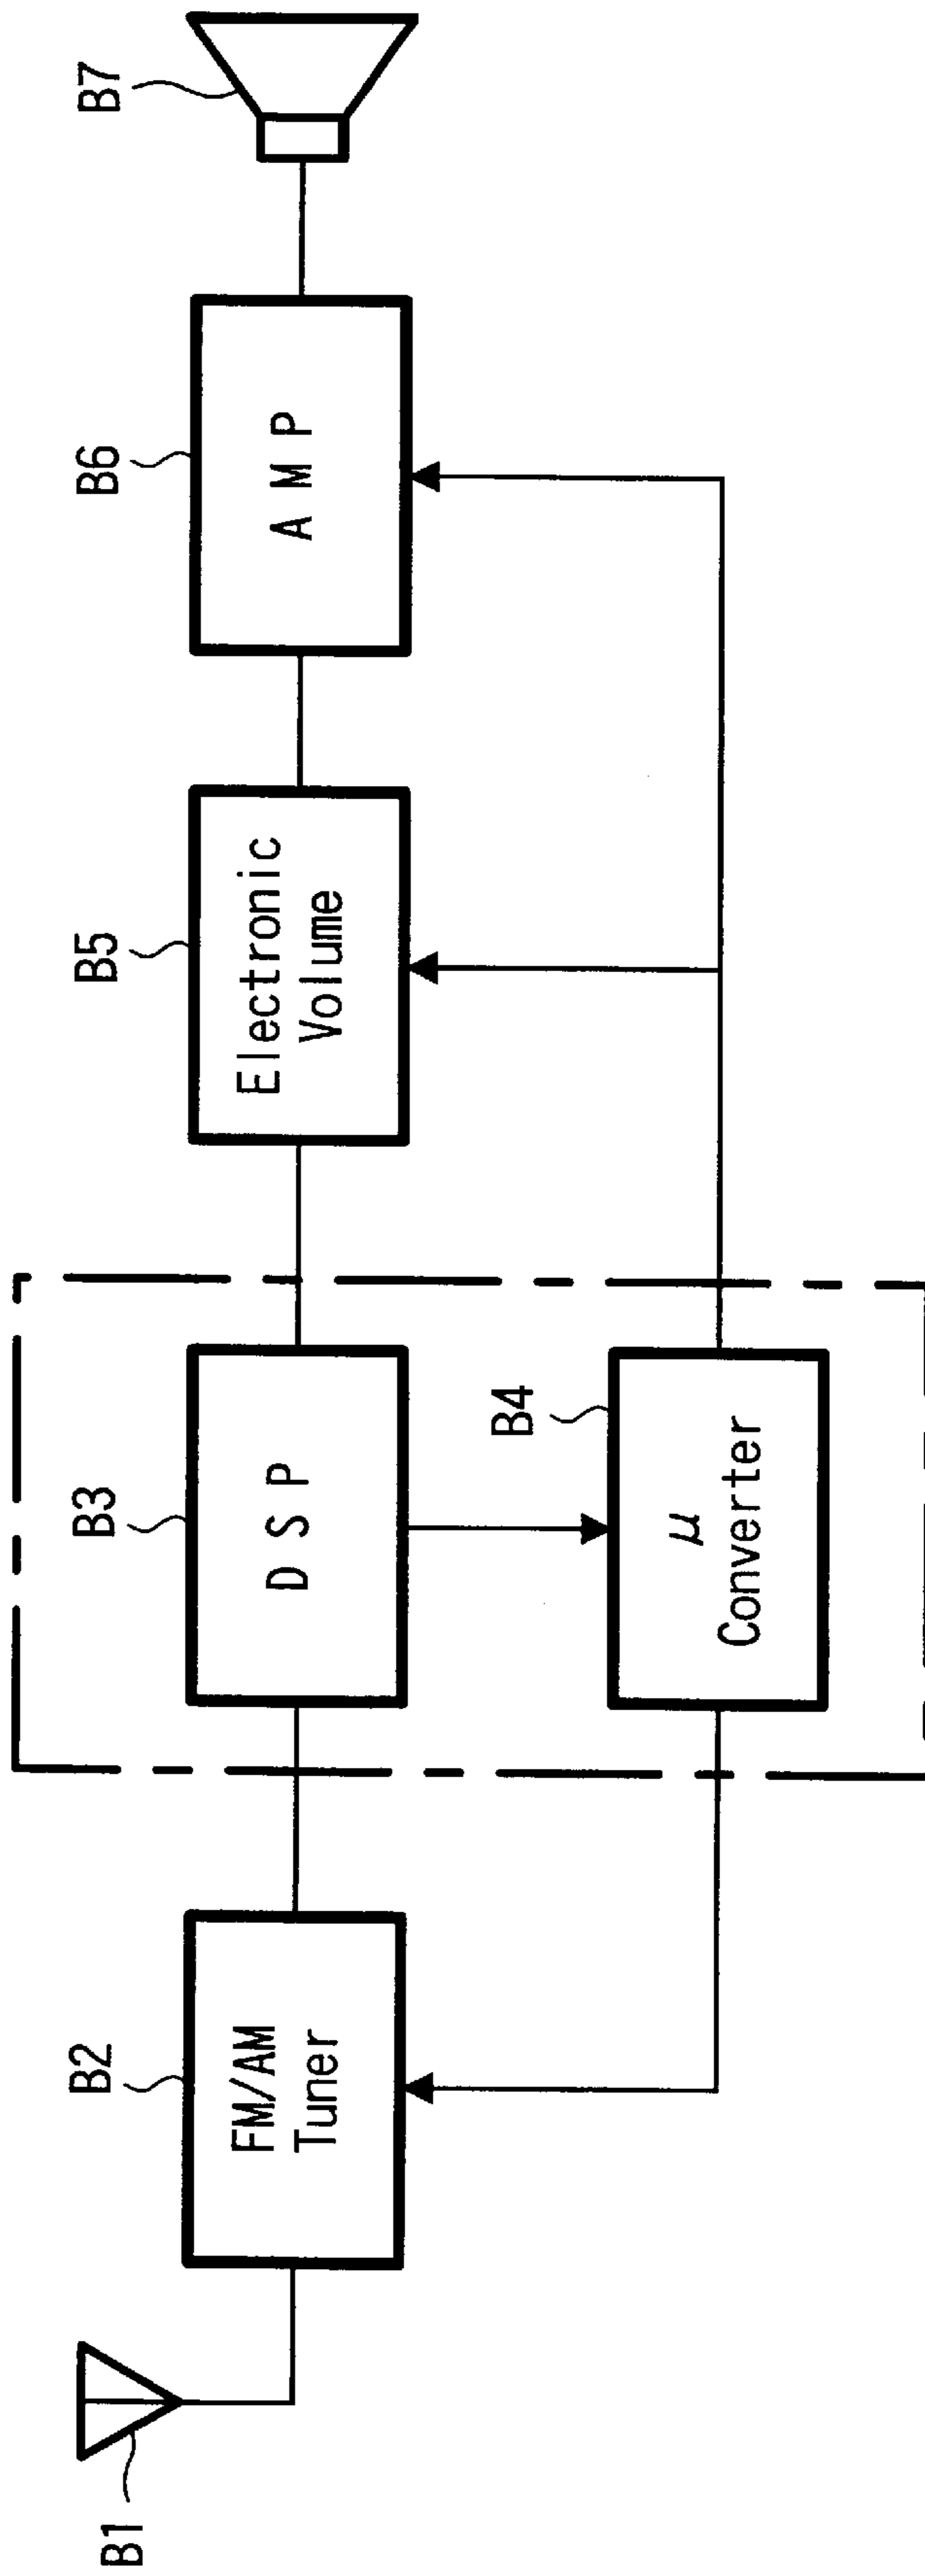 B1
B2
FM/AM
Tuner
B3
D S P
B4
μ
Converter
B5
Electronic
Volume
B6
A M P
B7